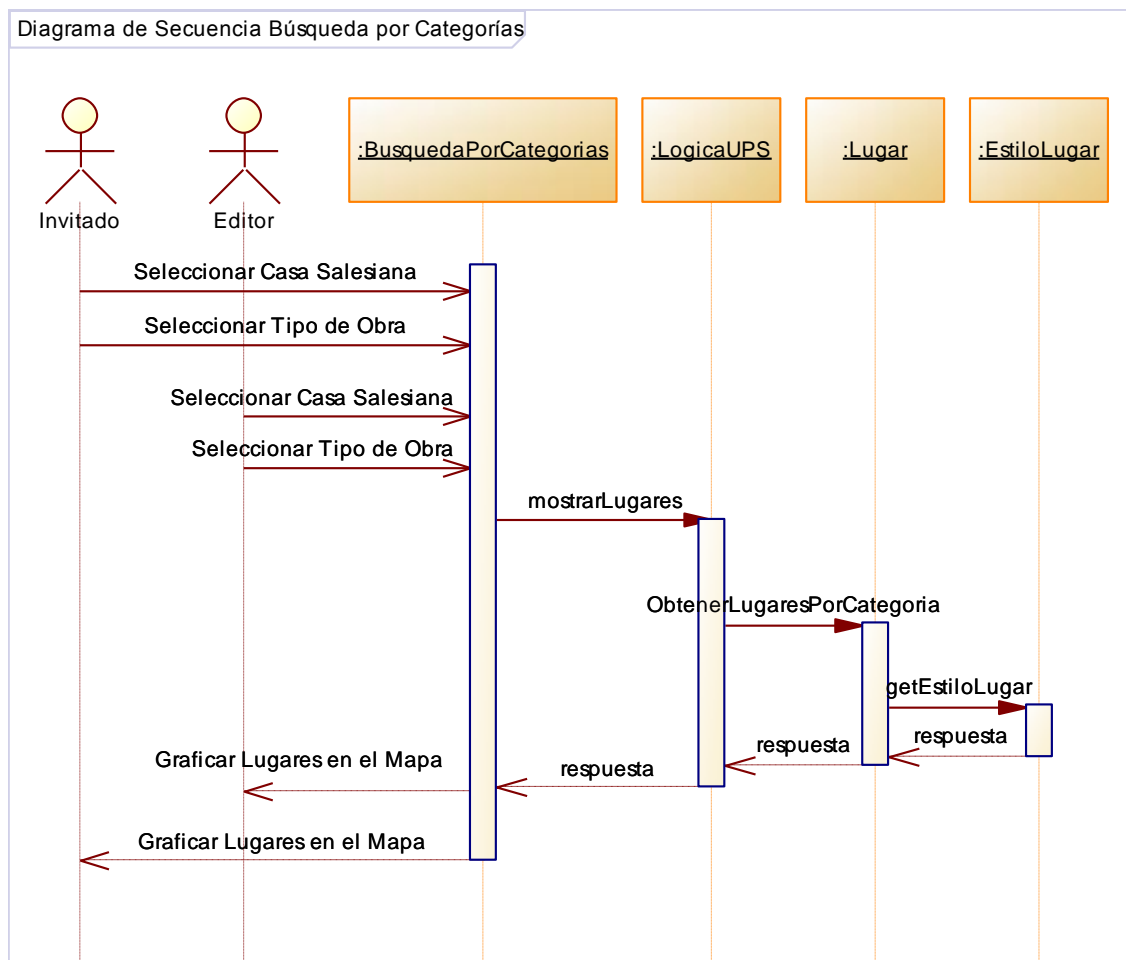 Diagrama de Secuencia Búsqueda por Categorías
:BusquedaPorCategorias
:LogicaUPS
:Lugar
:EstiloLugar
Invitado
Editor
Seleccionar Casa Salesiana
Seleccionar Tipo de Obra
Seleccionar Casa Salesiana
Seleccionar Tipo de Obra
mostrarLugares
ObtenerLugaresPorCategoria
getEstiloLugar
respuesta
respuesta
respuesta
Graficar Lugares en el Mapa
Graficar Lugares en el Mapa